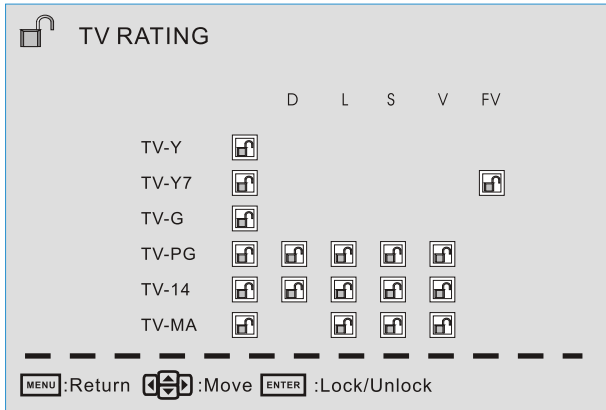 TV RATING
D L S V FV
TV-Y
TV-Y7
TV-G
TV-PG
TV-14
TV-MA
MENU :Return :Move ENTER :Lock/Unlock